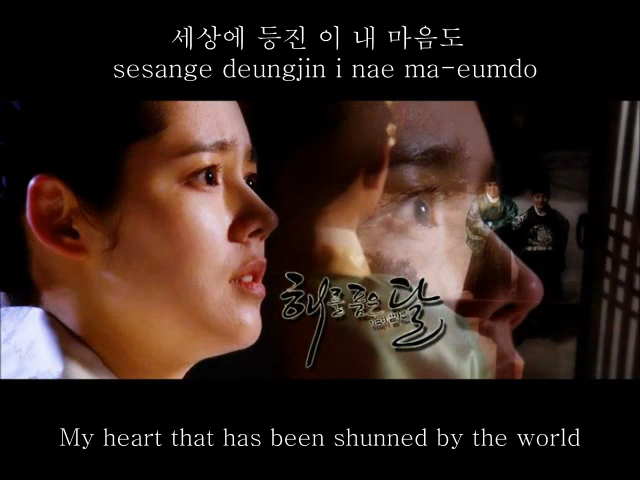 세상에 등진 이 내 마음도
sesange deungjin i nae ma-eumdo
해를 품은 달
My heart that has been shunned by the world